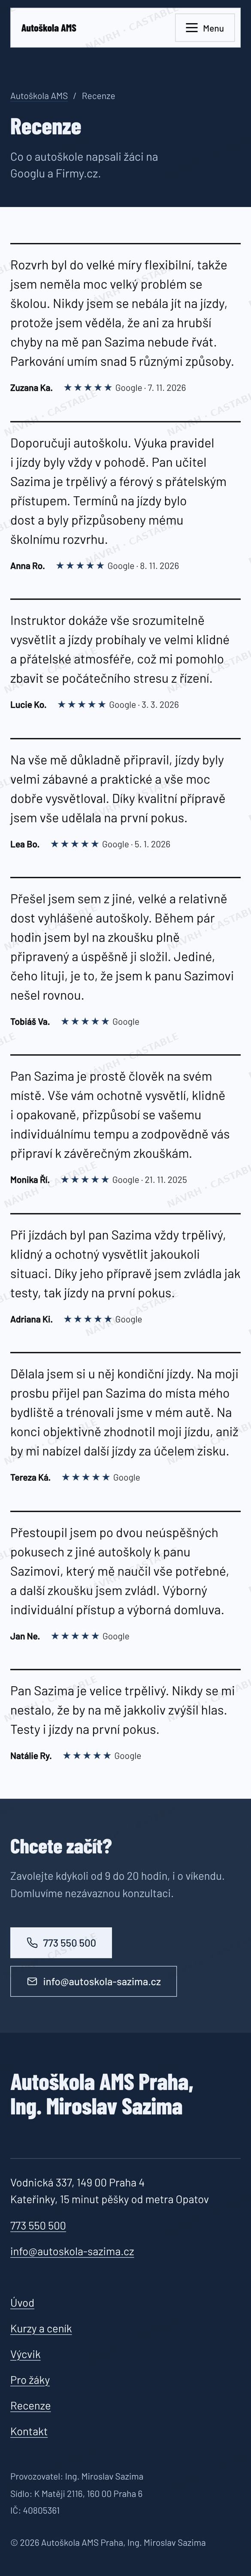 Autoškola AMS
Menu
Autoškola AMS / Recenze
Recenze
Co o autoškole napsali žáci na
Googlu a Firmy.cz.
Rozvrh byl do velké míry flexibilní, takže
jsem neměla moc velký problém se
školou. Nikdy jsem se nebála jít na jízdy,
protože jsem věděla, že ani za hrubší
chyby na mě pan Sazima nebude řvát.
Parkování umím snad 5 různými způsoby.
Zuzana Ka. ★★★★★ Google · 7. 11. 2026
Doporučuji autoškolu. Výuka pravidel
i jízdy byly vždy v pohodě. Pan učitel
Sazima je trpělivý a férový s přátelským
přístupem. Termínů na jízdy bylo
dost a byly přizpůsobeny mému
školnímu rozvrhu.
Anna Ro. ★★★★★ Google · 8. 11. 2026
Instruktor dokáže vše srozumitelně
vysvětlit a jízdy probíhaly ve velmi klidné
a přátelské atmosféře, což mi pomohlo
zbavit se počátečního stresu z řízení.
Lucie Ko. ★★★★★ Google · 3. 3. 2026
Na vše mě důkladně připravil, jízdy byly
velmi zábavné a praktické a vše moc
dobře vysvětloval. Díky kvalitní přípravě
jsem vše udělala na první pokus.
Lea Bo. ★★★★★ Google · 5. 1. 2026
Přešel jsem sem z jiné, velké a relativně
dost vyhlášené autoškoly. Během pár
hodin jsem byl na zkoušku plně
připravený a úspěšně ji složil. Jediné,
čeho lituji, je to, že jsem k panu Sazimovi
nešel rovnou.
Tobiáš Va. ★★★★★ Google
Pan Sazima je prostě člověk na svém
místě. Vše vám ochotně vysvětlí, klidně
i opakovaně, přizpůsobí se vašemu
individuálnímu tempu a zodpovědně vás
připraví k závěrečným zkouškám.
Monika Ři. ★★★★★ Google · 21. 11. 2025
Při jízdách byl pan Sazima vždy trpělivý,
klidný a ochotný vysvětlit jakoukoli
situaci. Díky jeho přípravě jsem zvládla jak
testy, tak jízdy na první pokus.
Adriana Ki. ★★★★★ Google
Dělala jsem si u něj kondiční jízdy. Na moji
prosbu přijel pan Sazima do místa mého
bydliště a trénovali jsme v mém autě. Na
konci objektivně zhodnotil moji jízdu, aniž
by mi nabízel další jízdy za účelem zisku.
Tereza Ká. ★★★★★ Google
Přestoupil jsem po dvou neúspěšných
pokusech z jiné autoškoly k panu
Sazimovi, který mě naučil vše potřebné,
a další zkoušku jsem zvládl. Výborný
individuální přístup a výborná domluva.
Jan Ne. ★★★★★ Google
Pan Sazima je velice trpělivý. Nikdy se mi
nestalo, že by na mě jakkoliv zvýšil hlas.
Testy i jízdy na první pokus.
Natálie Ry. ★★★★★ Google
Chcete začít?
Zavolejte kdykoli od 9 do 20 hodin, i o víkendu.
Domluvíme nezávaznou konzultaci.
773 550 500
info@autoskola-sazima.cz
Autoškola AMS Praha,
Ing. Miroslav Sazima
Vodnická 337, 149 00 Praha 4
Kateřinky, 15 minut pěšky od metra Opatov
773 550 500
info@autoskola-sazima.cz
Úvod
Kurzy a ceník
Výcvik
Pro žáky
Recenze
Kontakt
Provozovatel: Ing. Miroslav Sazima
Sídlo: K Matěji 2116, 160 00 Praha 6
IČ: 40805361
© 2026 Autoškola AMS Praha, Ing. Miroslav Sazima